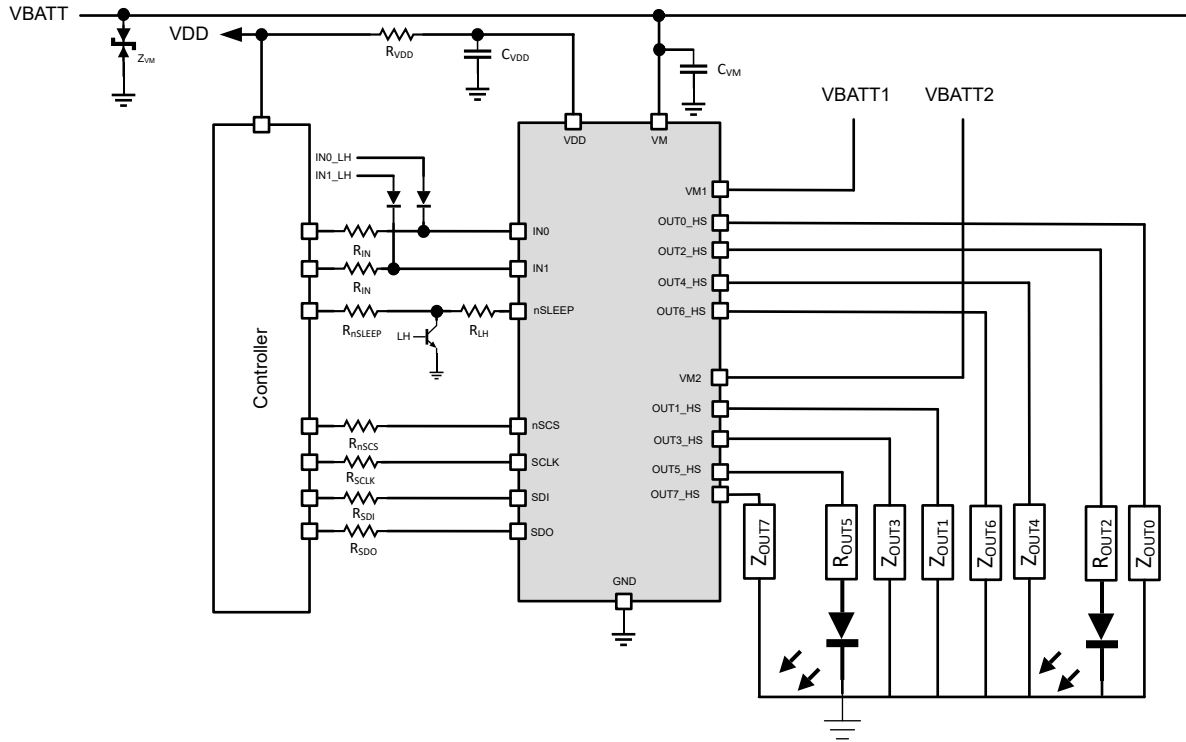 VBATT
VDD
ZVM
RVDD
CVDD
CVM
VBATT1
VBATT2
VDD
VM
IN0_LH
IN1_LH
VM1
OUT0_HS
RIN
IN0
OUT2_HS
RIN
IN1
OUT4_HS
RnSLEEP
LH
RLH
nSLEEP
OUT6_HS
Controller
VM2
OUT1_HS
RnSCS
nSCS
OUT3_HS
RSCLK
SCLK
OUT5_HS
RSDI
SDI
OUT7_HS
RSDO
SDO
ZOUT7
ROUT5
ZOUT3
ZOUT1
ZOUT6
ZOUT4
ROUT2
ZOUT0
GND